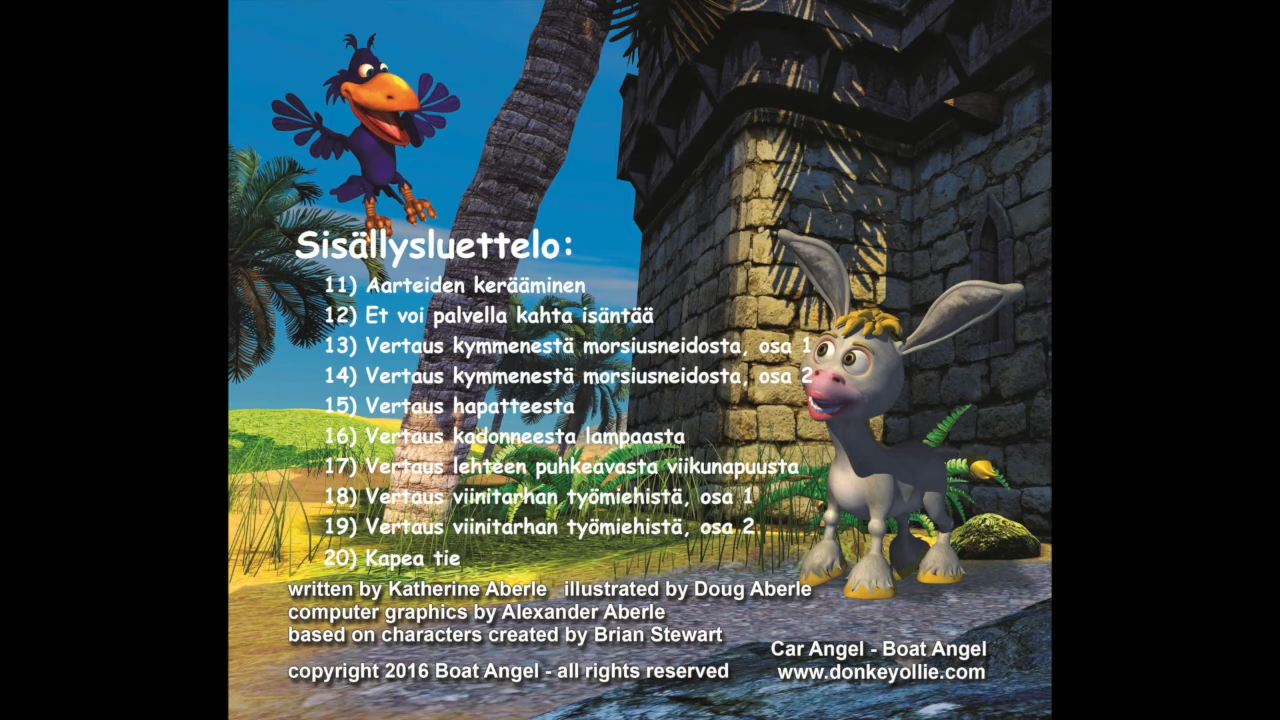 Sisällysluettelo:
11) Aarteiden kerääminen
12) Et voi palvella kahta isäntää
13) Vertaus kymmenestä morsiusneidosta, osa 1
14) Vertaus kymmenestä morsiusneidosta, osa 2
15) Vertaus hapatteesta
16) Vertaus kadonneesta lampaasta
17) Vertaus lehteen puhkeavasta viikunapuusta
18) Vertaus viinitarhan työmiehistä, osa 1
19) Vertaus viinitarhan työmiehistä, osa 2
20) Kapea tie
written by Katherine Aberle illustrated by Doug Aberle
computer graphics by Alexander Aberle
based on characters created by Brian Stewart
copyright 2016 Boat Angel - all rights reserved
Car Angel - Boat Angel
www.donkeyollie.com